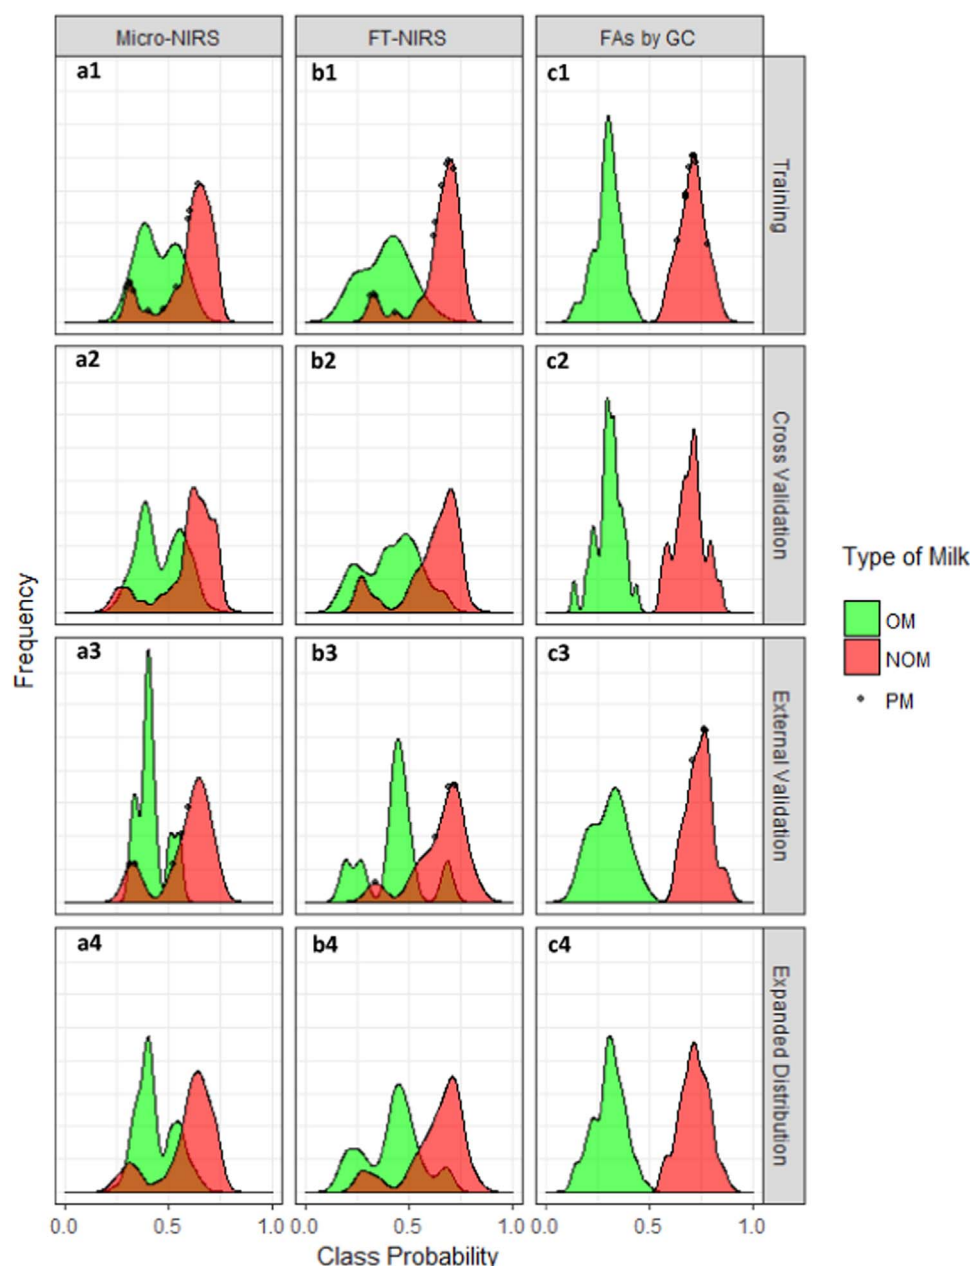 Micro-NIRS
FT-NIRS
FAs by GC
a1
b1
c1
Training
a2
b2
c2
Cross Validation
a3
b3
c3
External Validation
a4
b4
c4
Expanded Distribution
Frequency
0.0 0.5 1.0
0.0 0.5 1.0
0.0 0.5 1.0
Class Probability
Type of Milk
OM
NOM
PM